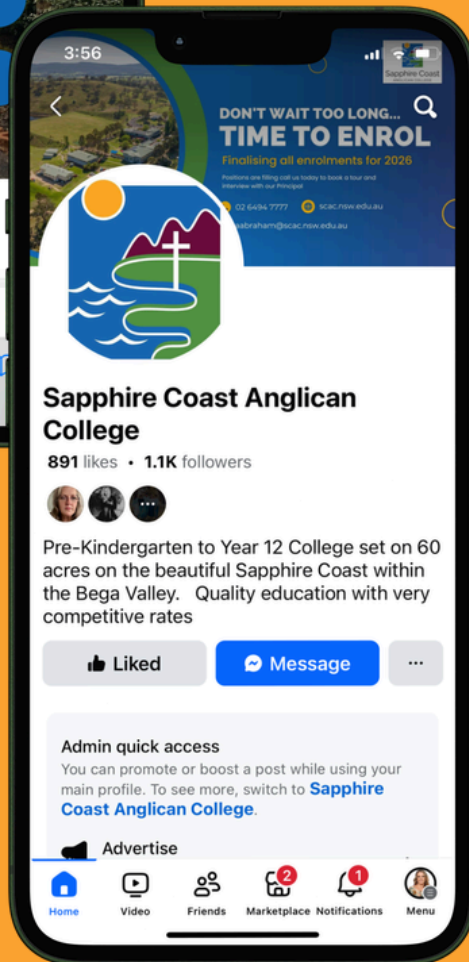 3:56
Sapphire Coast
ANGLICAN COLLEGE
DON'T WAIT TOO LONG...
TIME TO ENROL
Finalising all enrolments for 2026
Positions are filling call us today to book a tour and
interview with our Principal
02 6494 7777 scac.nsw.edu.au
abraham@scac.nsw.edu.au
Sapphire Coast Anglican
College
891 likes • 1.1K followers
Pre-Kindergarten to Year 12 College set on 60
acres on the beautiful Sapphire Coast within
the Bega Valley. Quality education with very
competitive rates
Liked Message ...
Admin quick access
You can promote or boost a post while using your
main profile. To see more, switch to Sapphire
Coast Anglican College.
Advertise
2 1
Home Video Friends Marketplace Notifications Menu